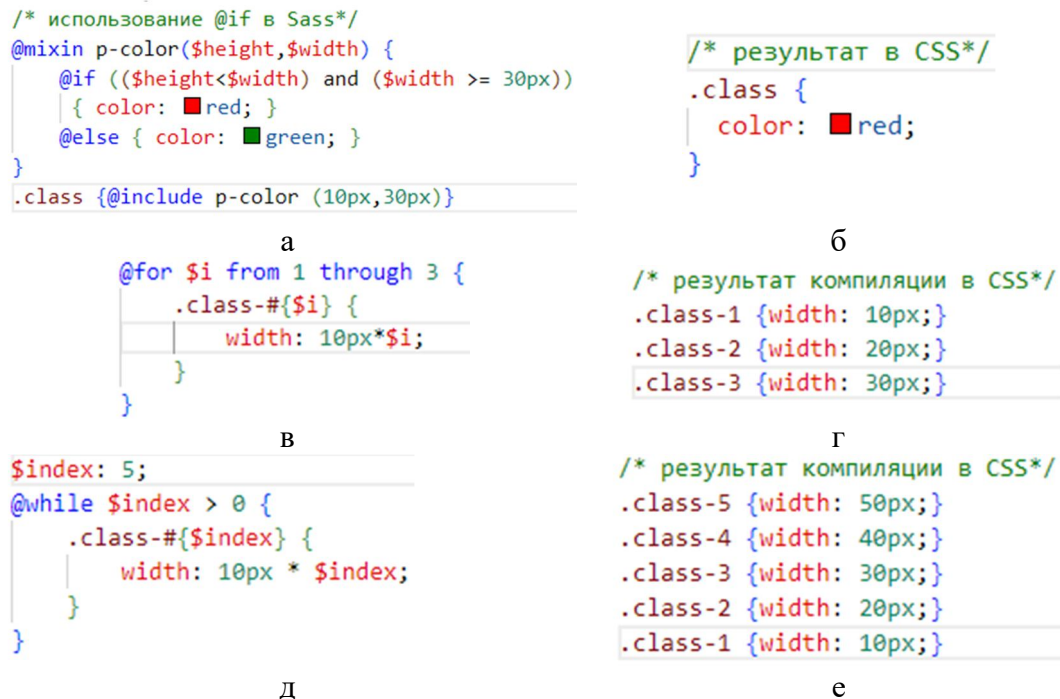 /* использование @if в Sass*/
@mixin p-color($height,$width) {
@if (($height<$width) and ($width >= 30px))
{ color: red; }
@else { color: green; }
}
.class {@include p-color (10px,30px)}
а
/* результат в CSS*/
.class {
color: red;
}
б
@for $i from 1 through 3 {
.class-#{$i} {
width: 10px*$i;
}
}
в
/* результат компиляции в CSS*/
.class-1 {width: 10px;}
.class-2 {width: 20px;}
.class-3 {width: 30px;}
г
$index: 5;
@while $index > 0 {
.class-#{$index} {
width: 10px * $index;
}
}
д
/* результат компиляции в CSS*/
.class-5 {width: 50px;}
.class-4 {width: 40px;}
.class-3 {width: 30px;}
.class-2 {width: 20px;}
.class-1 {width: 10px;}
е